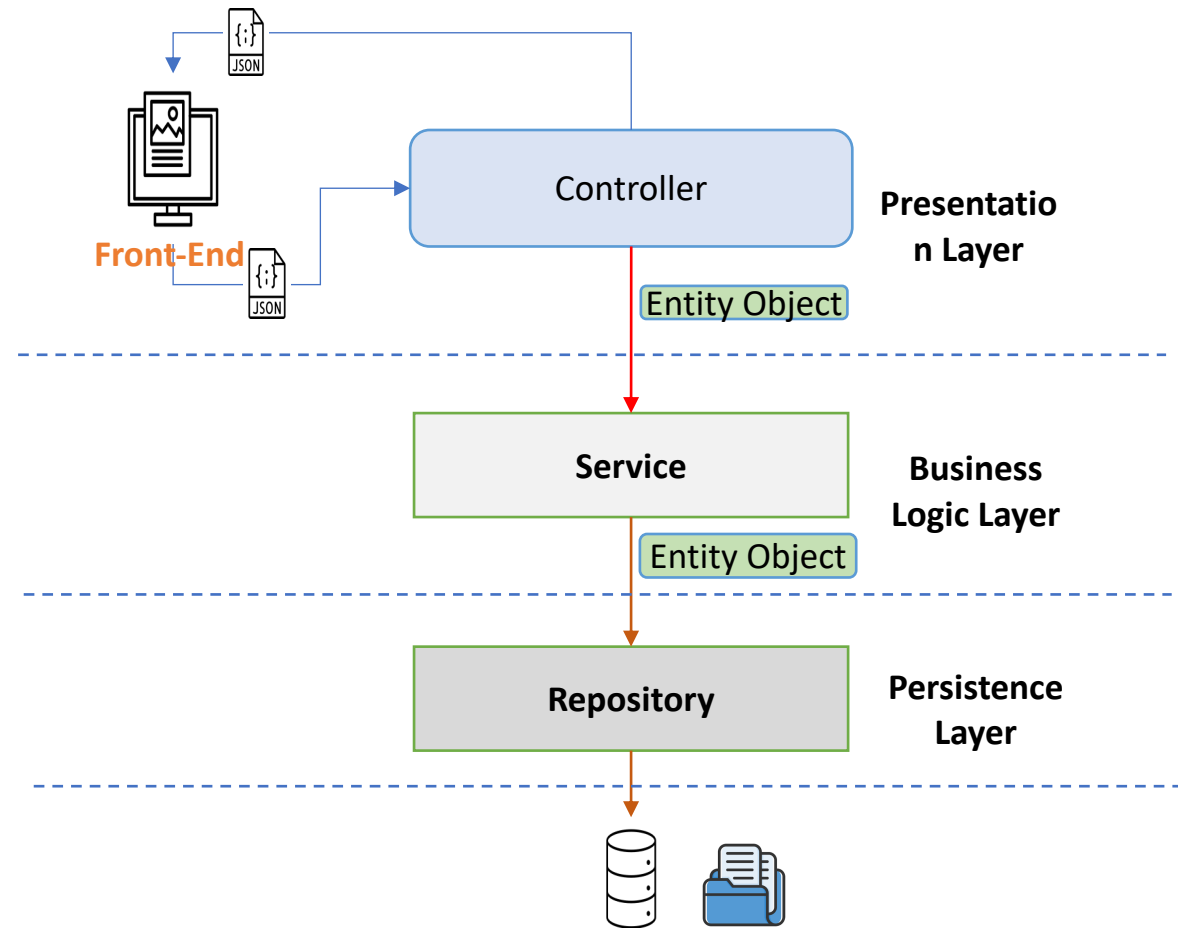 {;}
JSON
Controller
Presentatio
n Layer
Front-End
{;}
JSON
Entity Object
Service
Business
Logic Layer
Entity Object
Repository
Persistence
Layer